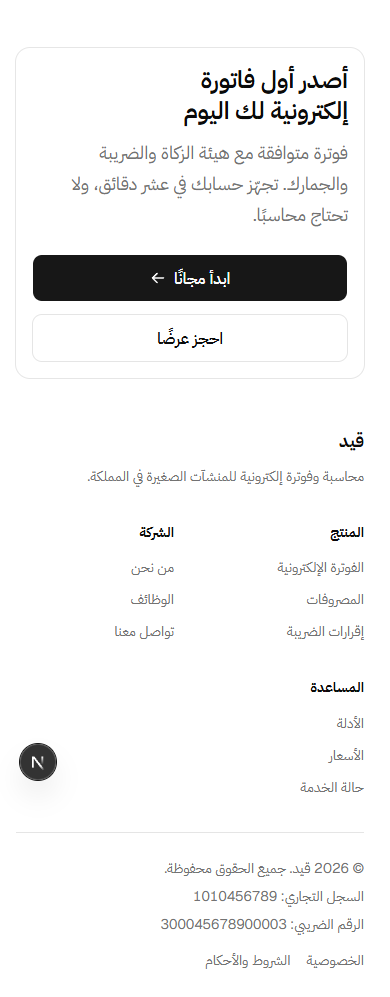 أصدر أول فاتورة
إلكترونية لك اليوم
فوترة متوافقة مع هيئة الزكاة والضريبة
والجمارك. تجهّز حسابك في عشر دقائق، ولا
تحتاج محاسبًا.
ابدأ مجانًا ←
احجز عرضًا
قيد
محاسبة وفوترة إلكترونية للمنشآت الصغيرة في المملكة.
المنتج
الفوترة الإلكترونية
المصروفات
إقرارات الضريبة
الشركة
من نحن
الوظائف
تواصل معنا
المساعدة
الأدلة
الأسعار
حالة الخدمة
N
© 2026 قيد. جميع الحقوق محفوظة.
السجل التجاري: 1010456789
الرقم الضريبي: 300045678900003
الخصوصية الشروط والأحكام